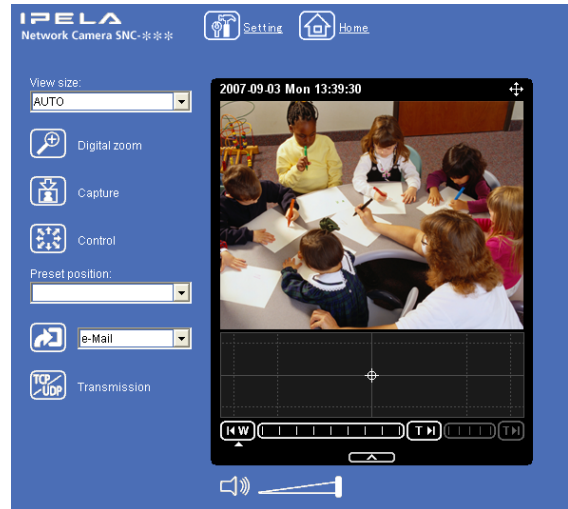 IPELA
Network Camera SNC-✻✻✻
Setting
Home
View size:
AUTO
2007-09-03 Mon 13:39:30
Digital zoom
Capture
Control
Preset position:
e-Mail
TCP/UDP
Transmission
W
T
T